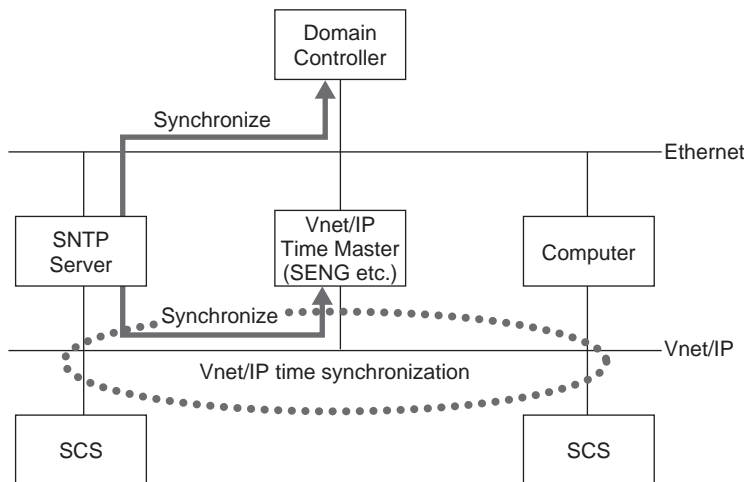 Domain
Controller
Synchronize
Ethernet
SNTP
Server
Vnet/IP
Time Master
(SENG etc.)
Computer
Synchronize
Vnet/IP
Vnet/IP time synchronization
SCS
SCS